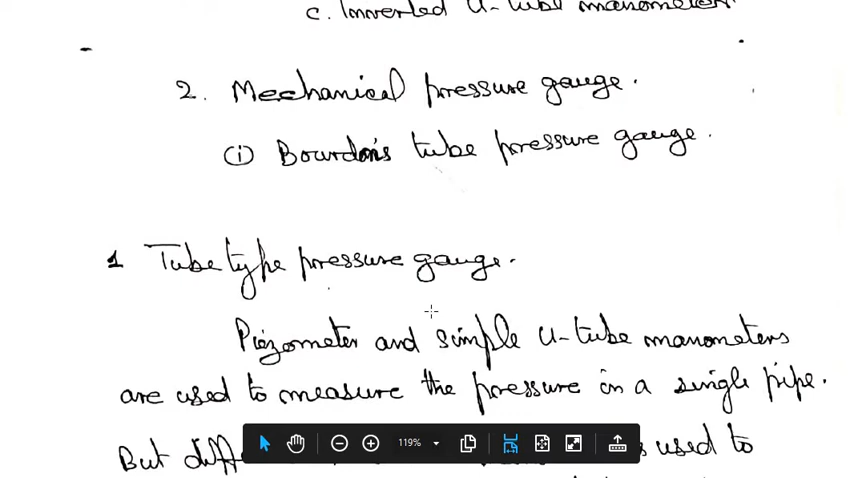 c. Inverted U-tube manometers
2. Mechanical pressure gauge.
(i) Bourdon's tube pressure gauge.
1 Tube type pressure gauge.
Piezometer and simple U-tube manometers
are used to measure the pressure in a single pipe.
119%
But used to